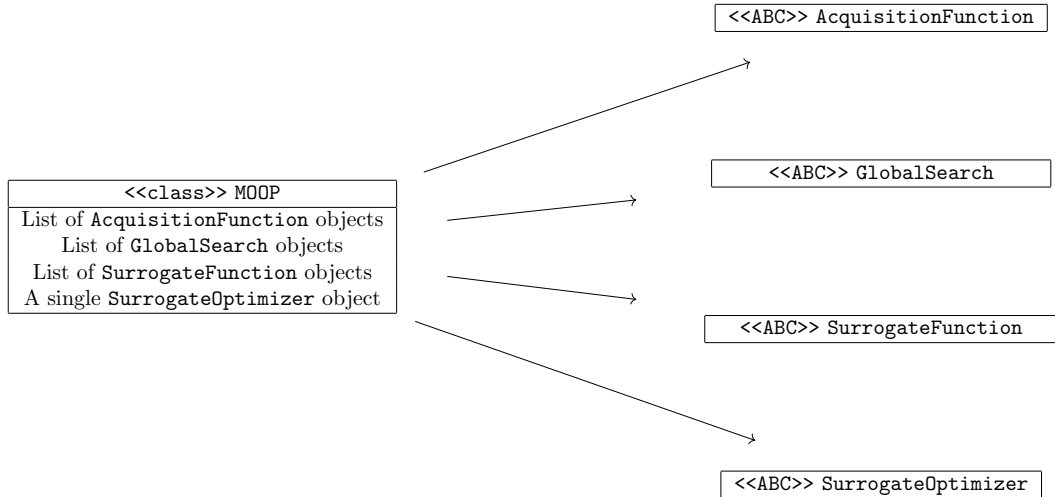 <<ABC>> AcquisitionFunction
<<ABC>> GlobalSearch
<<class>> MOOP
List of AcquisitionFunction objects
List of GlobalSearch objects
List of SurrogateFunction objects
A single SurrogateOptimizer object
<<ABC>> SurrogateFunction
<<ABC>> SurrogateOptimizer